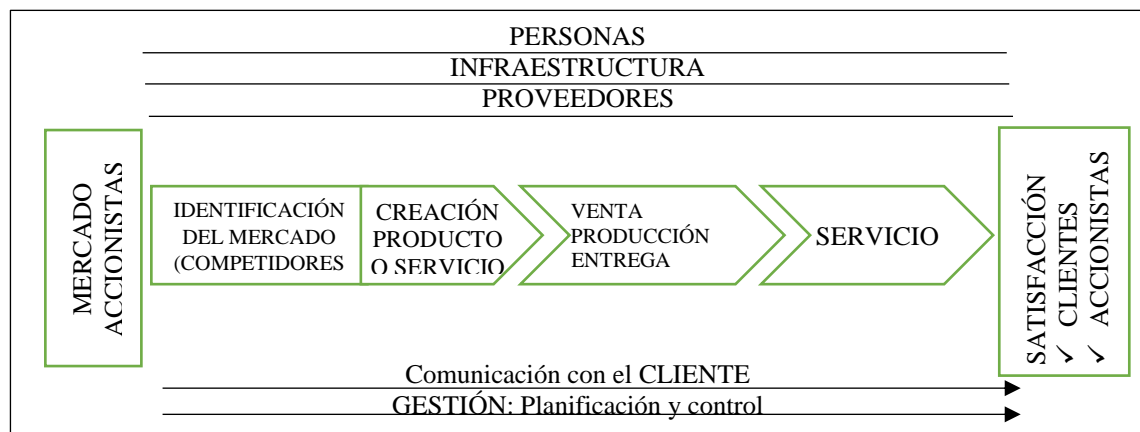 PERSONAS
INFRAESTRUCTURA
PROVEEDORES
MERCADO
ACCIONISTAS
IDENTIFICACIÓN
DEL MERCADO
(COMPETIDORES
CREACIÓN
PRODUCTO
O SERVICIO
VENTA
PRODUCCIÓN
ENTREGA
SERVICIO
SATISFACCIÓN
✓ CLIENTES
✓ ACCIONISTAS
Comunicación con el CLIENTE
GESTIÓN: Planificación y control